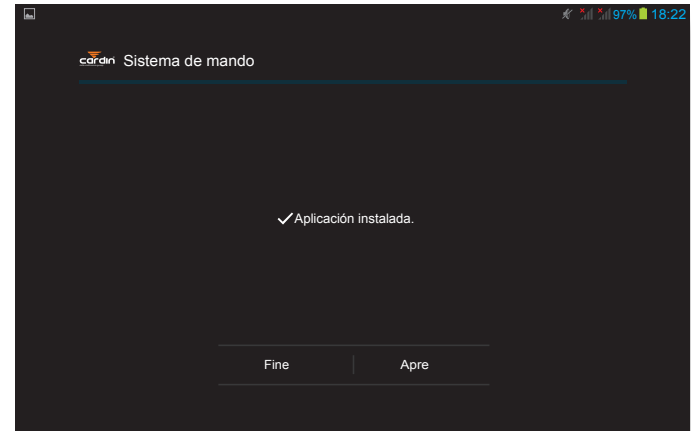 97% 18:22
cardin Sistema de mando
Aplicación instalada.
Fine Apre